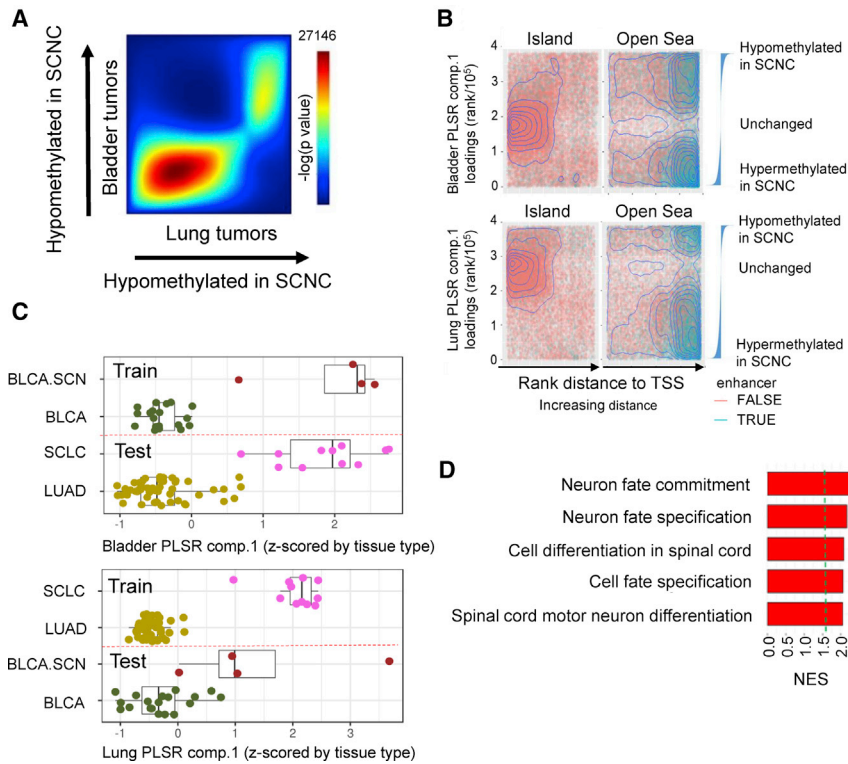 A
Hypomethylated in SCNC
Bladder tumors
Lung tumors
Hypomethylated in SCNC
27146
-log(p value)
B
Island
Open Sea
Bladder PLSR comp.1
loadings (rank/10⁵)
4
3
2
1
0
Hypomethylated
in SCNC
Unchanged
Hypermethylated
in SCNC
Island
Open Sea
Lung PLSR comp.1
loadings (rank/10⁵)
4
3
2
1
0
Hypomethylated
in SCNC
Unchanged
Hypermethylated
in SCNC
Rank distance to TSS
Increasing distance
enhancer
FALSE
TRUE
C
Train
BLCA.SCN
BLCA
Test
SCLC
LUAD
-1 0 1 2
Bladder PLSR comp.1 (z-scored by tissue type)
Train
SCLC
LUAD
Test
BLCA.SCN
BLCA
-1 0 1 2 3
Lung PLSR comp.1 (z-scored by tissue type)
D
Neuron fate commitment
Neuron fate specification
Cell differentiation in spinal cord
Cell fate specification
Spinal cord motor neuron differentiation
0.0 0.5 1.0 1.5 2.0
NES